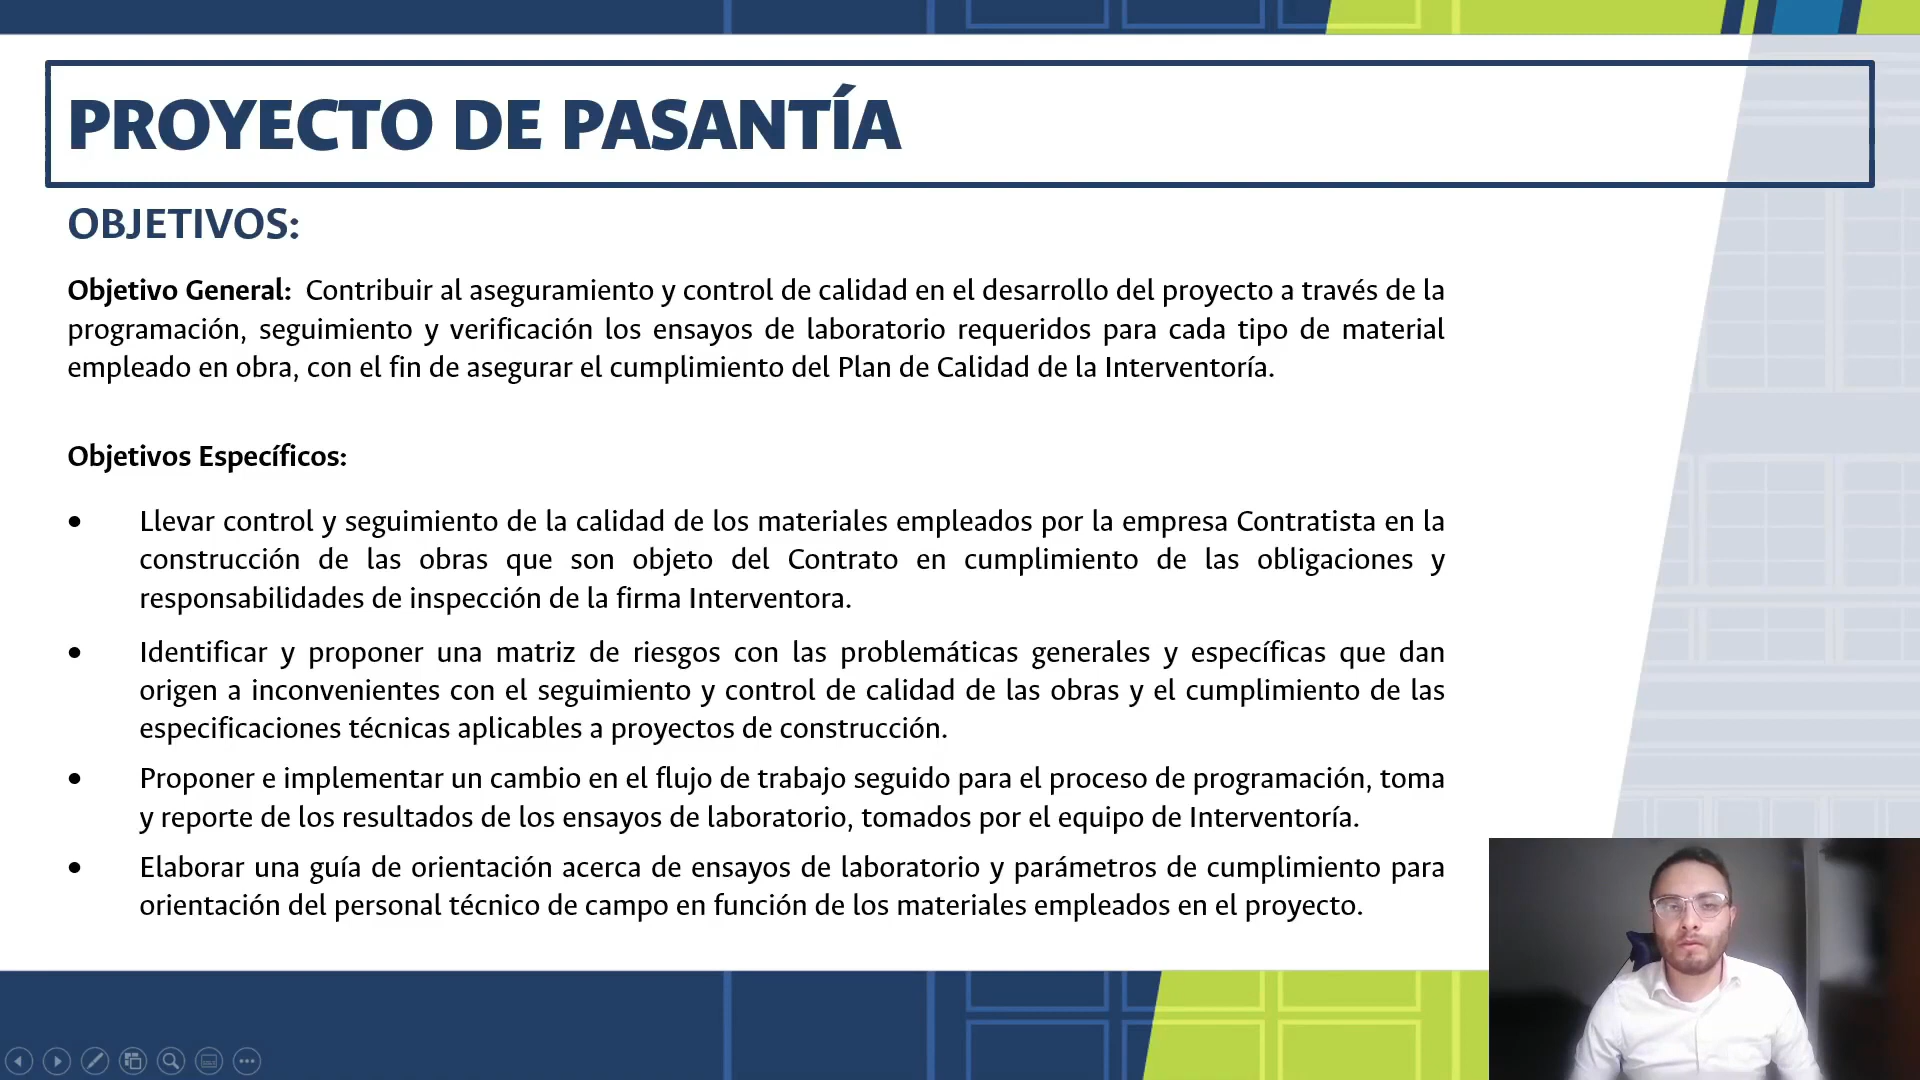 PROYECTO DE PASANTÍA
OBJETIVOS:
Objetivo General: Contribuir al aseguramiento y control de calidad en el desarrollo del proyecto a través de la
programación, seguimiento y verificación los ensayos de laboratorio requeridos para cada tipo de material
empleado en obra, con el fin de asegurar el cumplimiento del Plan de Calidad de la Interventoría.
Objetivos Específicos:
• Llevar control y seguimiento de la calidad de los materiales empleados por la empresa Contratista en la
construcción de las obras que son objeto del Contrato en cumplimiento de las obligaciones y
responsabilidades de inspección de la firma Interventora.
• Identificar y proponer una matriz de riesgos con las problemáticas generales y específicas que dan
origen a inconvenientes con el seguimiento y control de calidad de las obras y el cumplimiento de las
especificaciones técnicas aplicables a proyectos de construcción.
• Proponer e implementar un cambio en el flujo de trabajo seguido para el proceso de programación, toma
y reporte de los resultados de los ensayos de laboratorio, tomados por el equipo de Interventoría.
• Elaborar una guía de orientación acerca de ensayos de laboratorio y parámetros de cumplimiento para
orientación del personal técnico de campo en función de los materiales empleados en el proyecto.